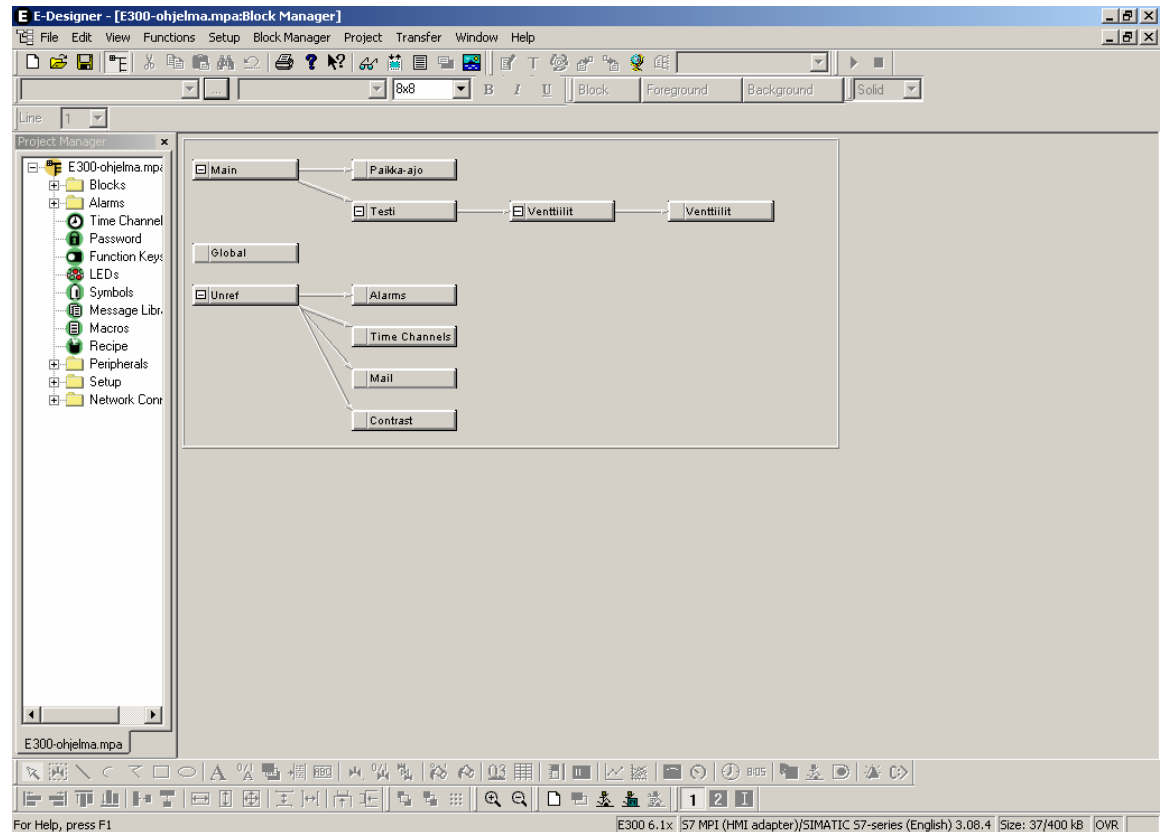 E E-Designer - [E300-ohjelma.mpa:Block Manager]
File Edit View Functions Setup Block Manager Project Transfer Window Help
8x8 B I U Block Foreground Background Solid
Line 1
Project Manager
E300-ohjelma.mpa
Blocks
Alarms
Time Channel
Password
Function Keys
LEDs
Symbols
Message Libr
Macros
Recipe
Peripherals
Setup
Network Conn
Main Paikka-ajo
Testi Venttiilit Venttiilit
Global
Unref Alarms
Time Channels
Mail
Contrast
E300-ohjelma.mpa
For Help, press F1 E300 6.1x S7 MPI (HMI adapter)/SIMATIC S7-series (English) 3.08.4 Size: 37/400 kB OVR